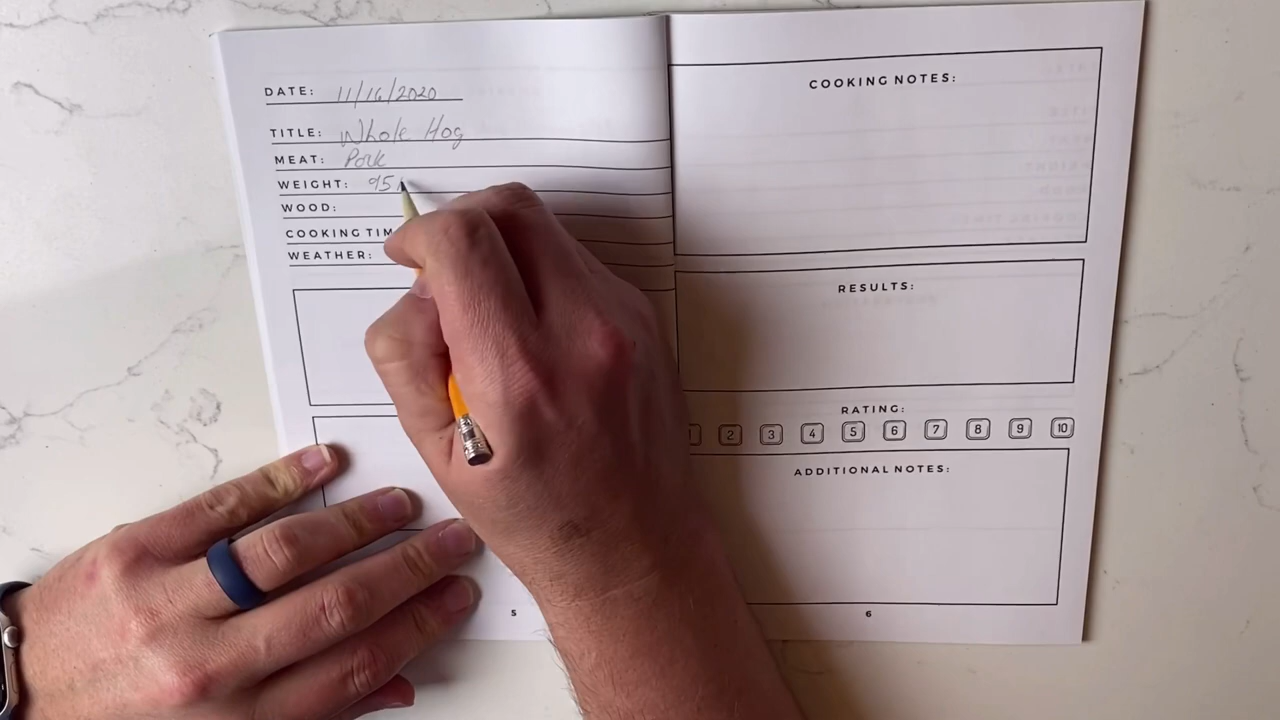 DATE: 11/16/2020
TITLE: Whole Hog
MEAT: Pork
WEIGHT: 95
WOOD:
COOKING TIM
WEATHER:
5
COOKING NOTES:
RESULTS:
RATING:
1 2 3 4 5 6 7 8 9 10
ADDITIONAL NOTES:
6